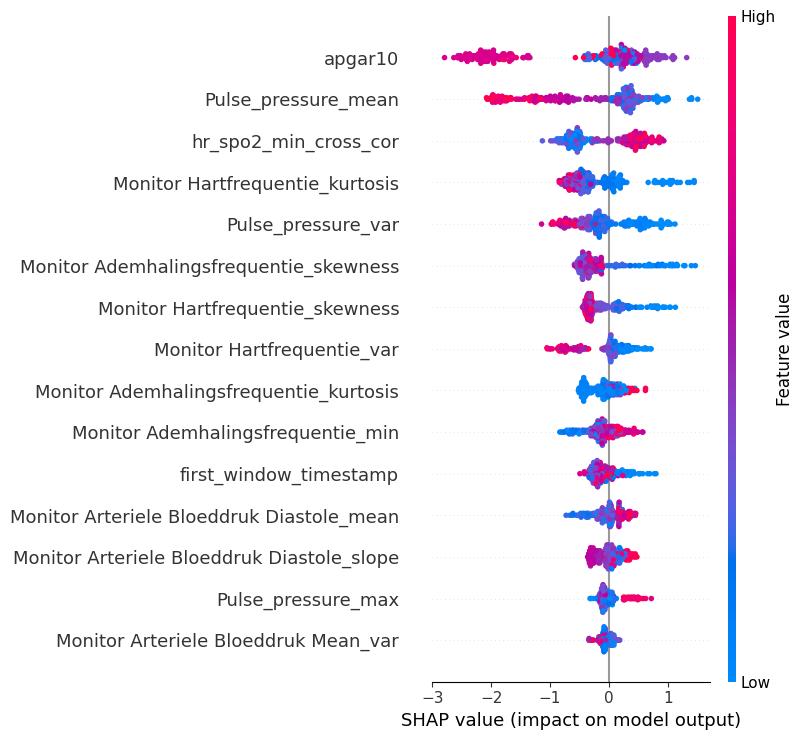 High
apgar10
Pulse_pressure_mean
hr_spo2_min_cross_cor
Monitor Hartfrequentie_kurtosis
Pulse_pressure_var
Monitor Ademhalingsfrequentie_skewness
Monitor Hartfrequentie_skewness
Monitor Hartfrequentie_var
Monitor Ademhalingsfrequentie_kurtosis
Monitor Ademhalingsfrequentie_min
first_window_timestamp
Monitor Arteriele Bloeddruk Diastole_mean
Monitor Arteriele Bloeddruk Diastole_slope
Pulse_pressure_max
Monitor Arteriele Bloeddruk Mean_var
Feature value
Low
−3 −2 −1 0 1
SHAP value (impact on model output)